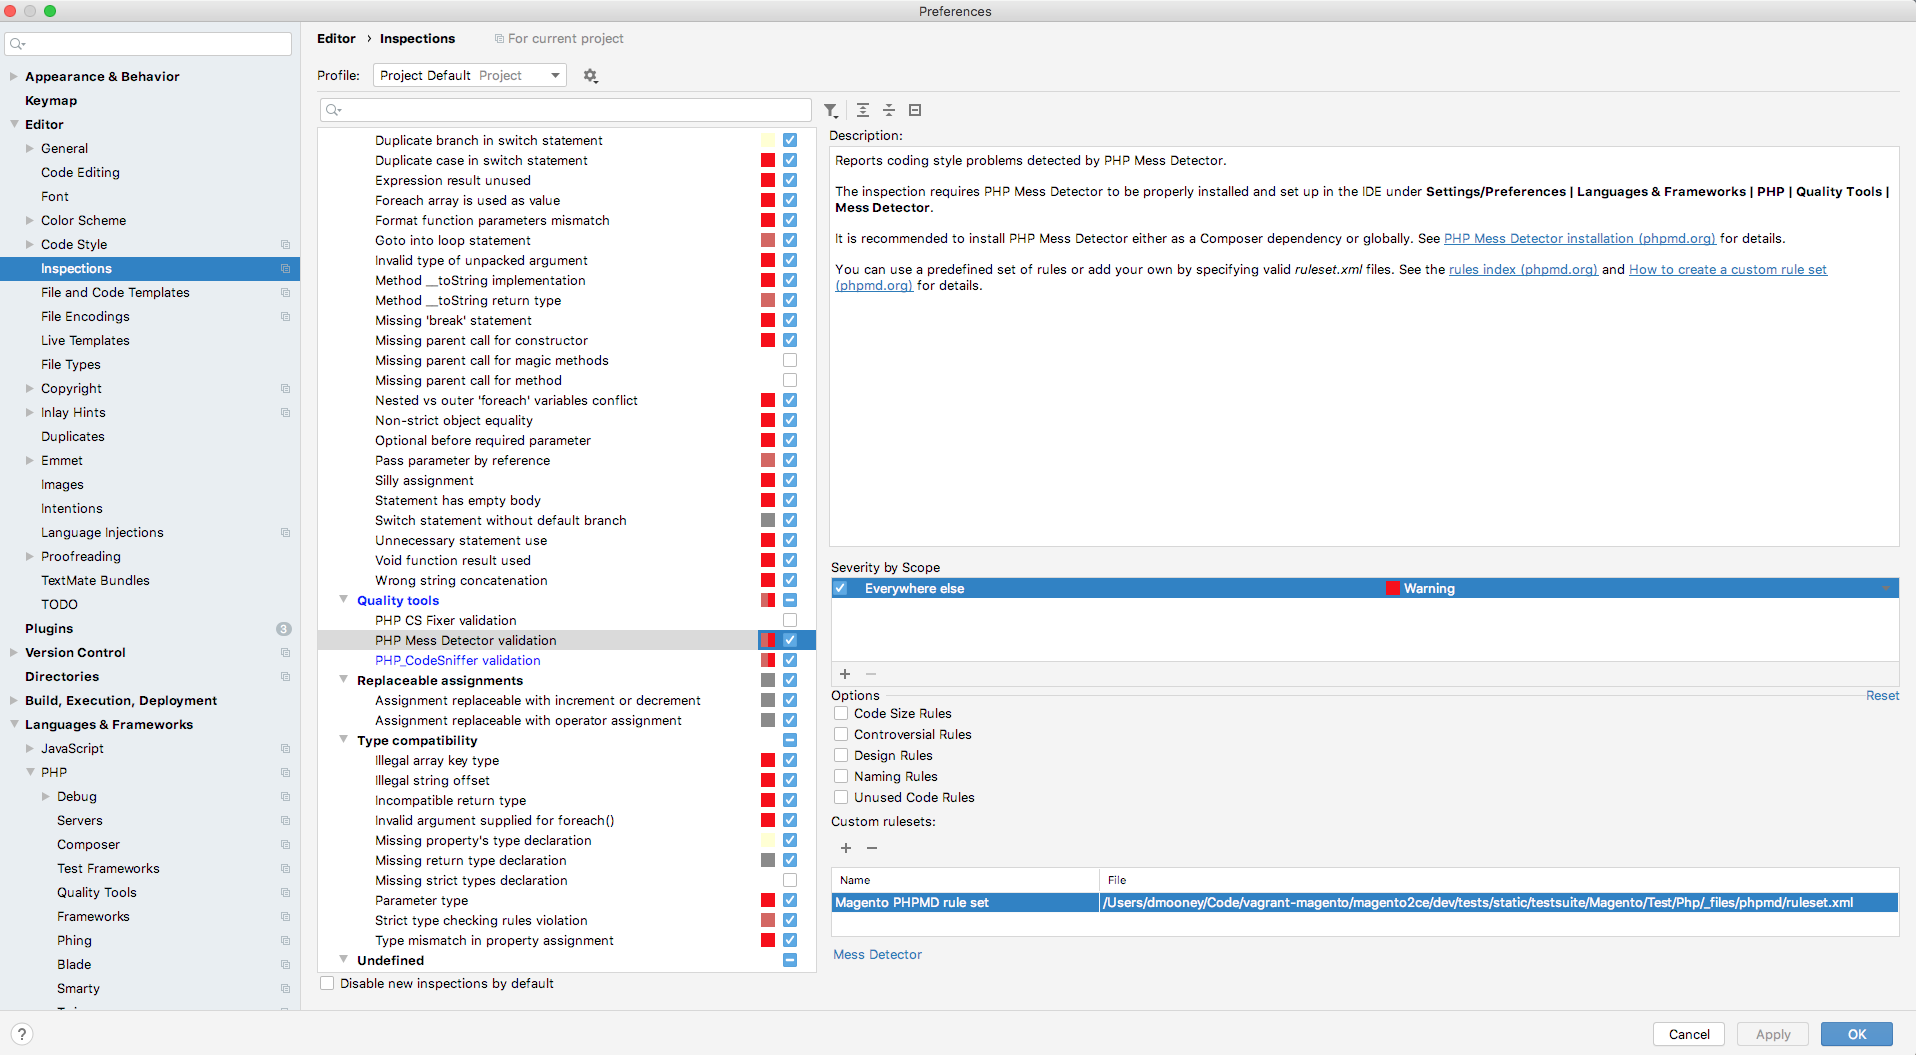 Preferences
Appearance & Behavior
Keymap
Editor
General
Code Editing
Font
Color Scheme
Code Style
Inspections
File and Code Templates
File Encodings
Live Templates
File Types
Copyright
Inlay Hints
Duplicates
Emmet
Images
Intentions
Language Injections
Proofreading
TextMate Bundles
TODO
Plugins 3
Version Control
Directories
Build, Execution, Deployment
Languages & Frameworks
JavaScript
PHP
Debug
Servers
Composer
Test Frameworks
Quality Tools
Frameworks
Phing
Blade
Smarty
Editor › Inspections For current project
Profile: Project Default Project
Duplicate branch in switch statement
Duplicate case in switch statement
Expression result unused
Foreach array is used as value
Format function parameters mismatch
Goto into loop statement
Invalid type of unpacked argument
Method __toString implementation
Method __toString return type
Missing 'break' statement
Missing parent call for constructor
Missing parent call for magic methods
Missing parent call for method
Nested vs outer 'foreach' variables conflict
Non-strict object equality
Optional before required parameter
Pass parameter by reference
Silly assignment
Statement has empty body
Switch statement without default branch
Unnecessary statement use
Void function result used
Wrong string concatenation
Quality tools
PHP CS Fixer validation
PHP Mess Detector validation
PHP_CodeSniffer validation
Replaceable assignments
Assignment replaceable with increment or decrement
Assignment replaceable with operator assignment
Type compatibility
Illegal array key type
Illegal string offset
Incompatible return type
Invalid argument supplied for foreach()
Missing property's type declaration
Missing return type declaration
Missing strict types declaration
Parameter type
Strict type checking rules violation
Type mismatch in property assignment
Undefined
Disable new inspections by default
Description:
Reports coding style problems detected by PHP Mess Detector.
The inspection requires PHP Mess Detector to be properly installed and set up in the IDE under Settings/Preferences | Languages & Frameworks | PHP | Quality Tools |
Mess Detector.
It is recommended to install PHP Mess Detector either as a Composer dependency or globally. See PHP Mess Detector installation (phpmd.org) for details.
You can use a predefined set of rules or add your own by specifying valid ruleset.xml files. See the rules index (phpmd.org) and How to create a custom rule set
(phpmd.org) for details.
Severity by Scope
Everywhere else Warning
Options Reset
Code Size Rules
Controversial Rules
Design Rules
Naming Rules
Unused Code Rules
Custom rulesets:
Name File
Magento PHPMD rule set /Users/dmooney/Code/vagrant-magento/magento2ce/dev/tests/static/testsuite/Magento/Test/Php/_files/phpmd/ruleset.xml
Mess Detector
? Cancel Apply OK